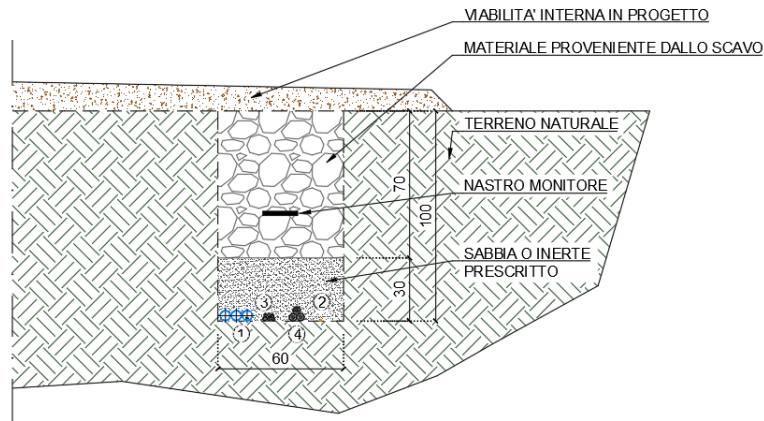 VIABILITA' INTERNA IN PROGETTO
MATERIALE PROVENIENTE DALLO SCAVO
TERRENO NATURALE
70
100
NASTRO MONITORE
SABBIA O INERTE
PRESCRITTO
30
3
2
1
4
60